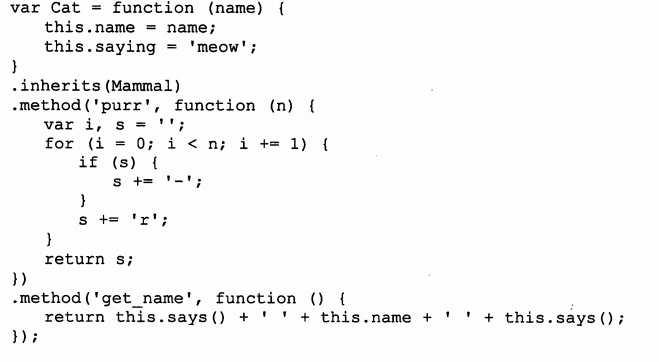 var Cat = function (name) {
    this.name = name;
    this.saying = 'meow';
}
.inherits(Mammal)
.method('purr', function (n) {
    var i, s = '';
    for (i = 0; i < n; i += 1) {
        if (s) {
            s += '-';
        }
        s += 'r';
    }
    return s;
})
.method('get_name', function () {
    return this.says() + ' ' + this.name + ' ' + this.says();
});